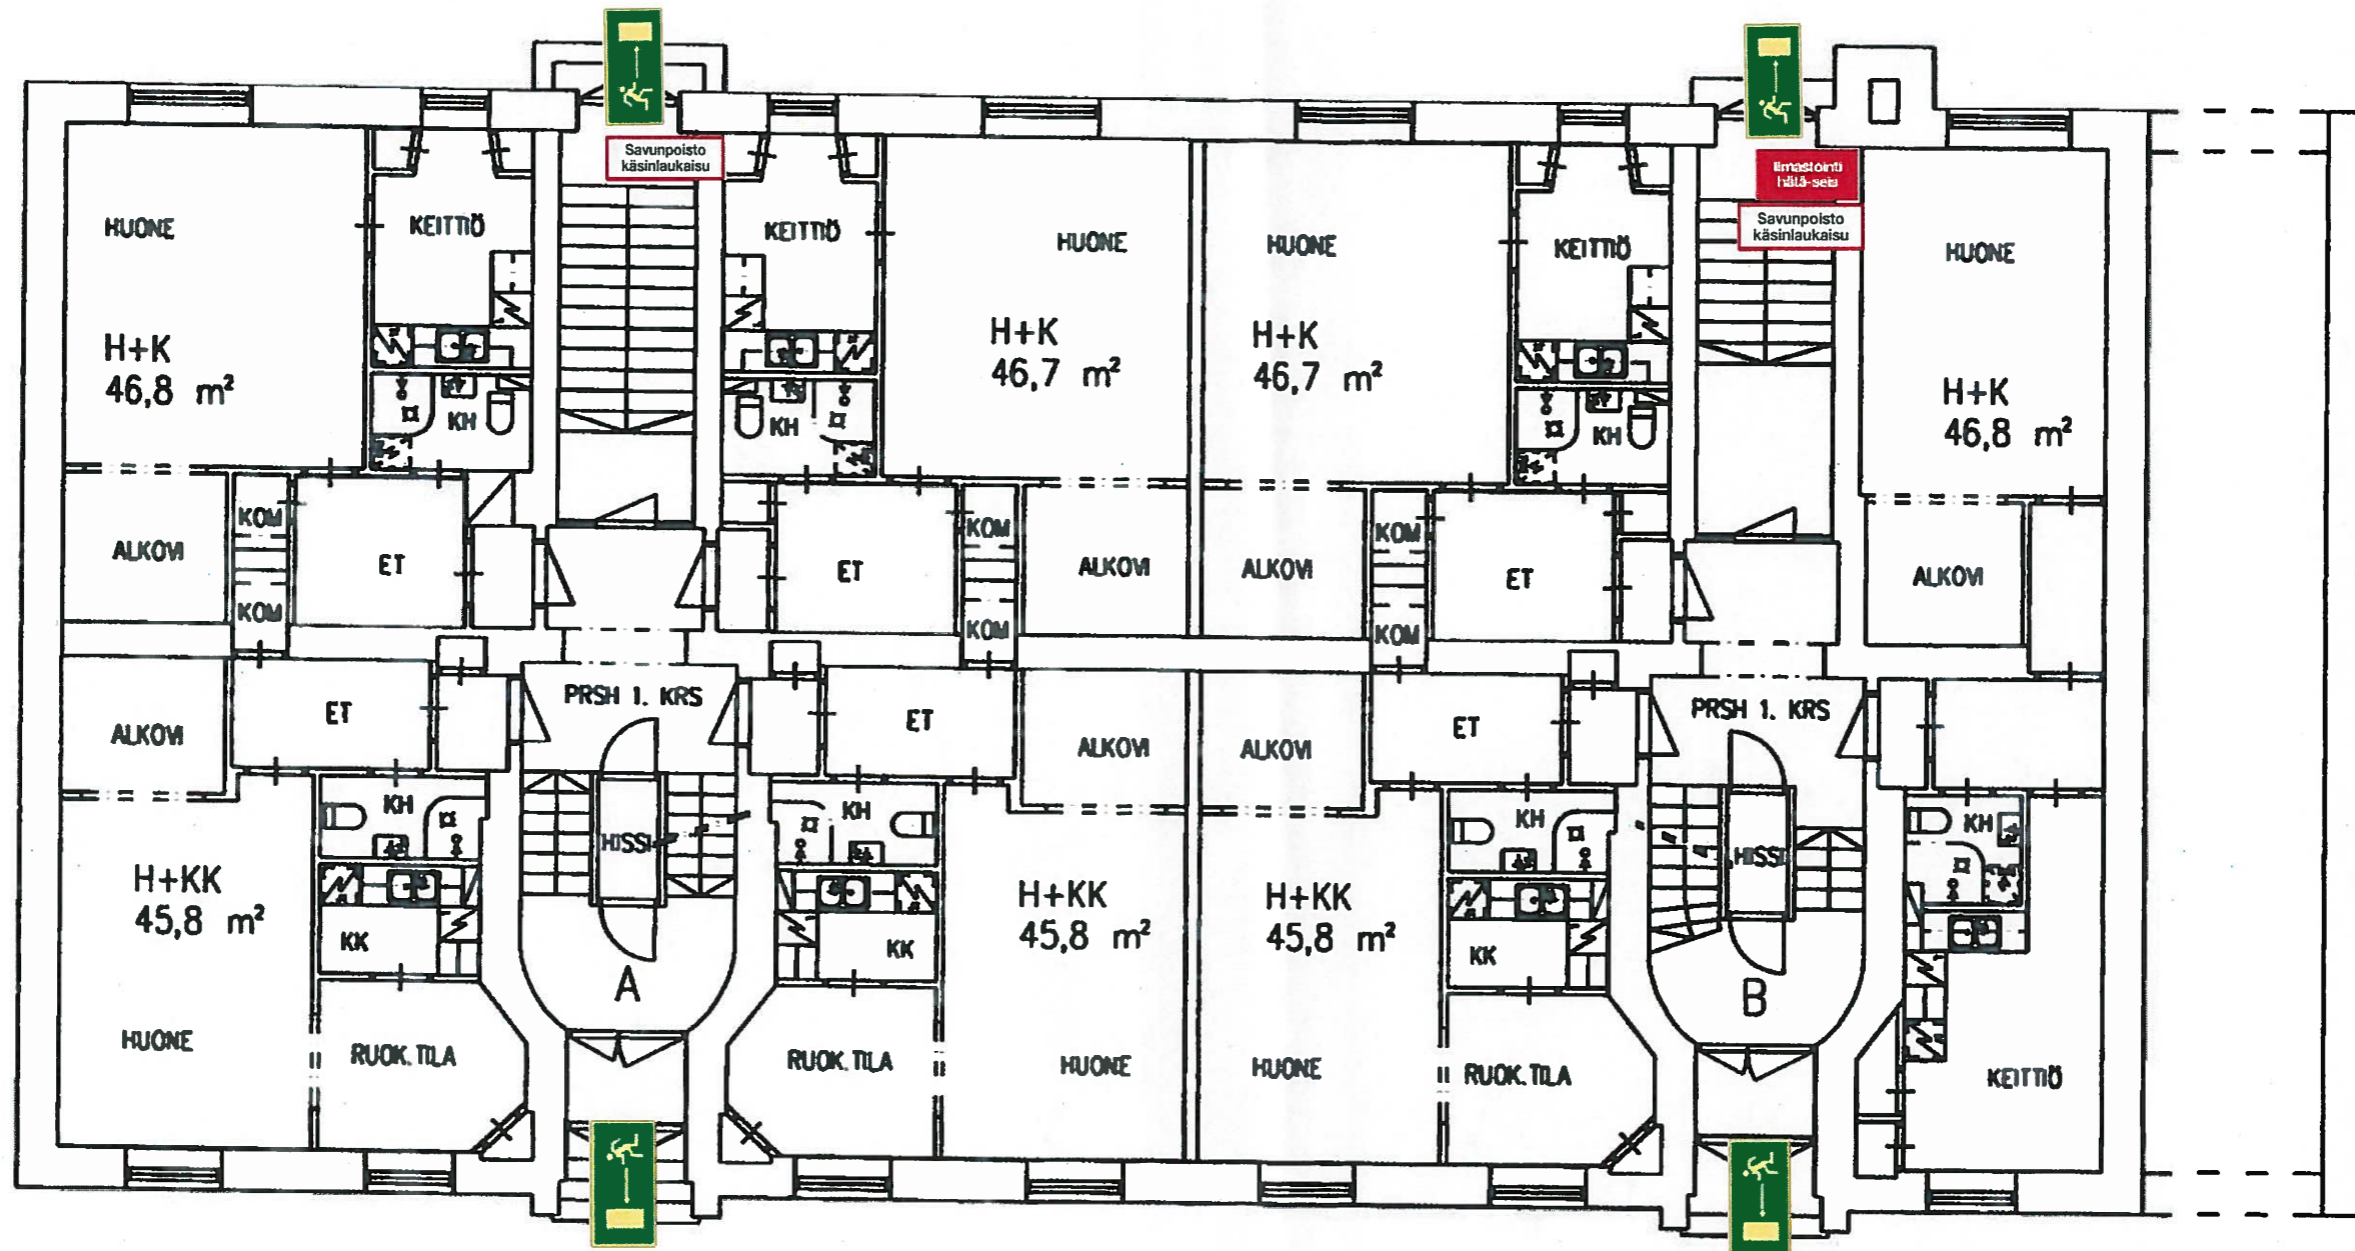 Savunpoisto
käsinlaukaisu
Ilmastointi
hätä-seis
Savunpoisto
käsinlaukaisu
HUONE
KEITTIÖ
KEITTIÖ
HUONE
HUONE
KEITTIÖ
HUONE
H+K
46,8 m²
H+K
46,7 m²
H+K
46,7 m²
H+K
46,8 m²
KH
KH
KH
ALKOVI
KOM
KOM
ET
ET
KOM
KOM
ALKOVI
ALKOVI
KOM
KOM
ET
ALKOVI
ALKOVI
ET
PRSH 1. KRS
ET
ALKOVI
ALKOVI
ET
PRSH 1. KRS
KH
HISSI
KH
KH
HISSI
KH
H+KK
45,8 m²
KK
KK
H+KK
45,8 m²
H+KK
45,8 m²
KK
A
B
HUONE
RUOK.TILA
RUOK.TILA
HUONE
HUONE
RUOK.TILA
KEITTIÖ